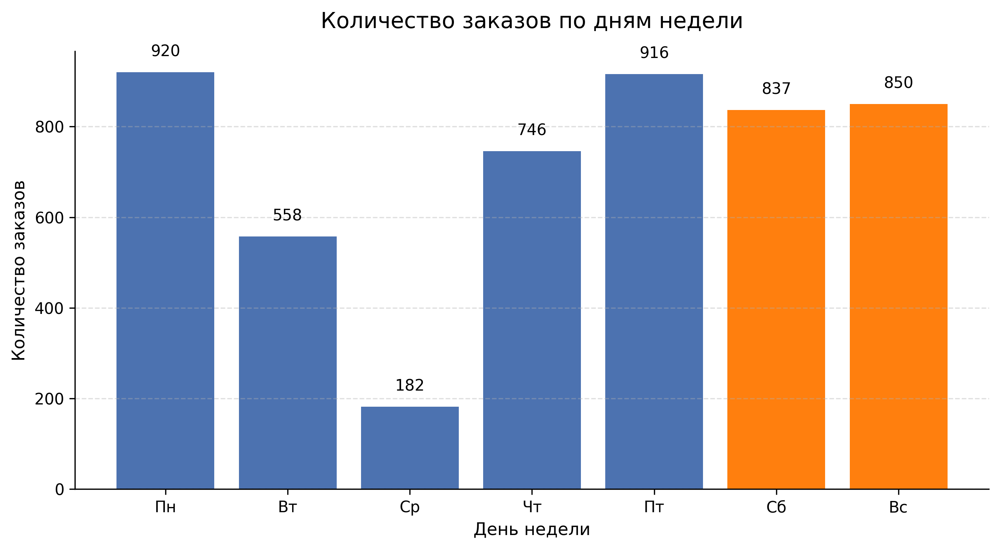 Количество заказов по дням недели
920
558
182
746
916
837
850
Количество заказов
800
600
400
200
0
Пн
Вт
Ср
Чт
Пт
Сб
Вс
День недели